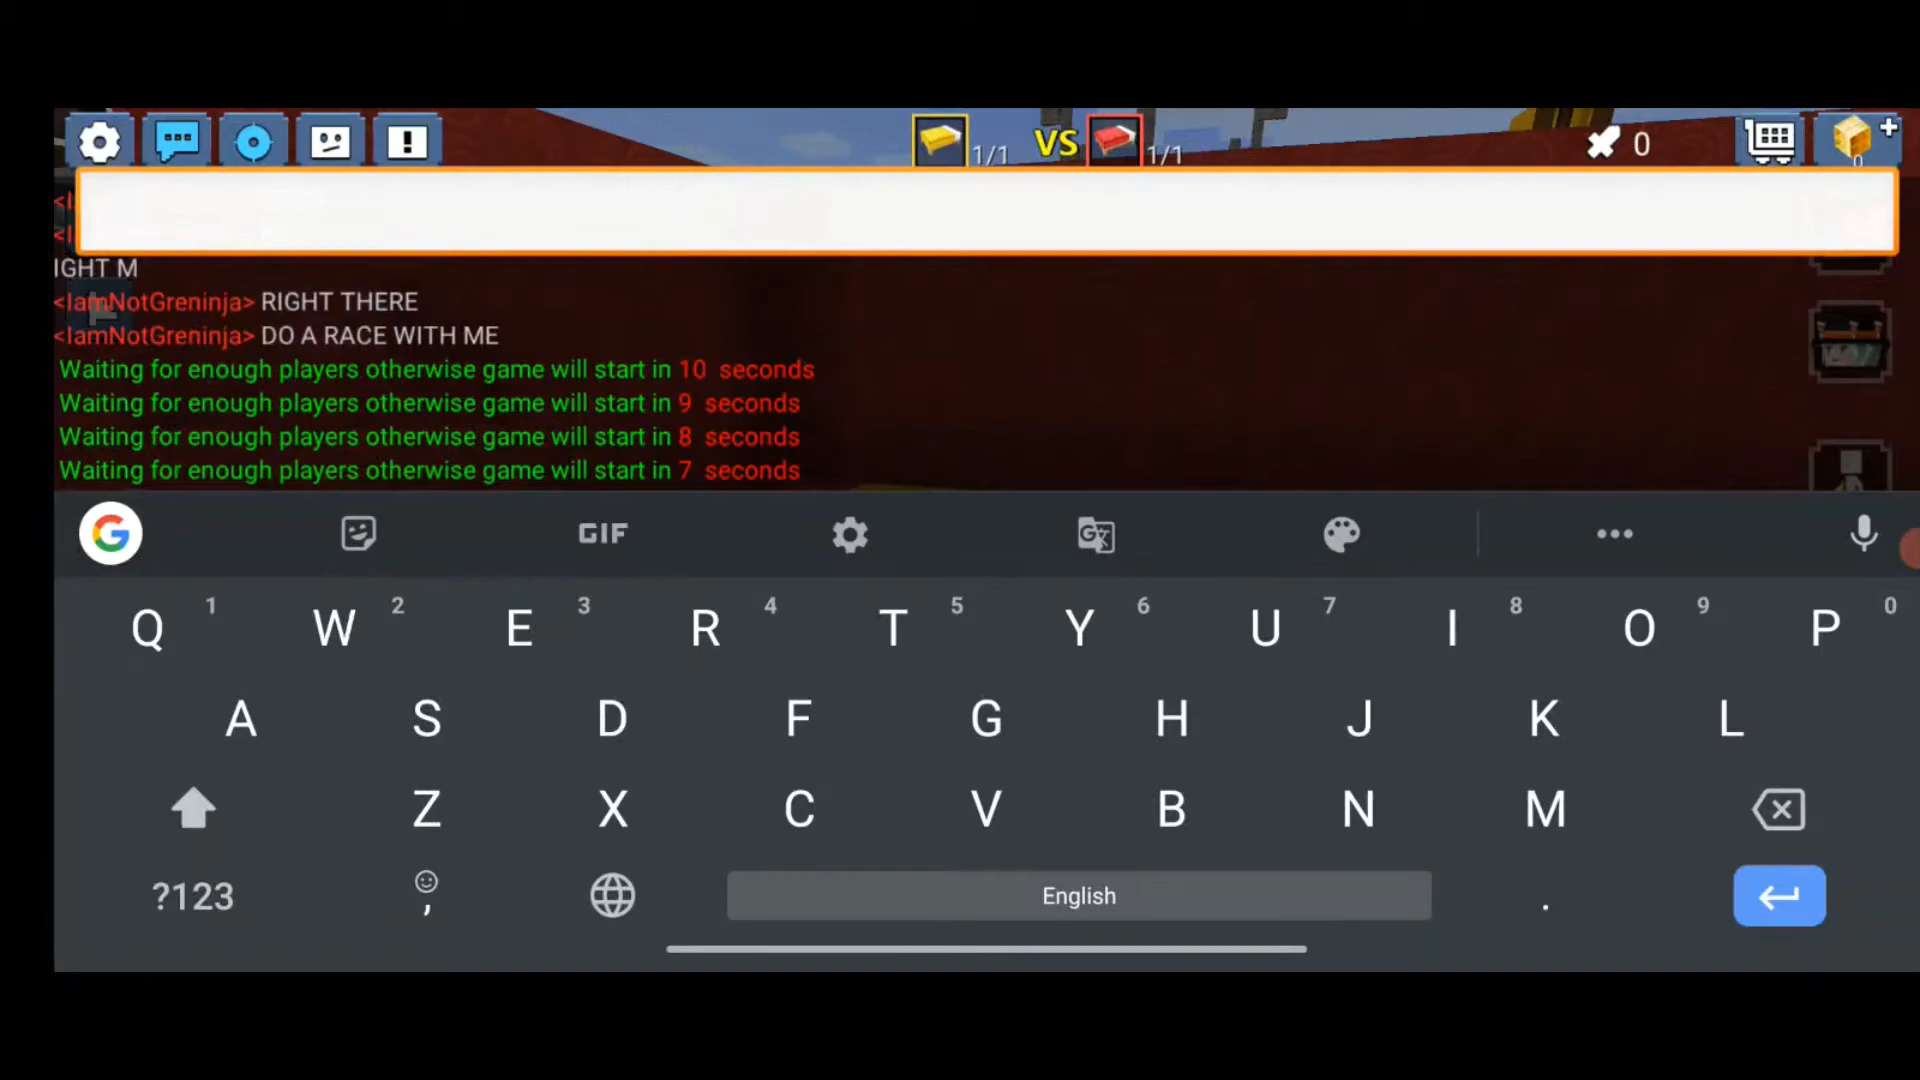 1/1 VS 1/1
0
0
<I
<I
IGHT M
<IamNotGreninja> RIGHT THERE
<IamNotGreninja> DO A RACE WITH ME
Waiting for enough players otherwise game will start in 10 seconds
Waiting for enough players otherwise game will start in 9 seconds
Waiting for enough players otherwise game will start in 8 seconds
Waiting for enough players otherwise game will start in 7 seconds
G GIF
Q 1 W 2 E 3 R 4 T 5 Y 6 U 7 I 8 O 9 P 0
A S D F G H J K L
Z X C V B N M
?123 , English .